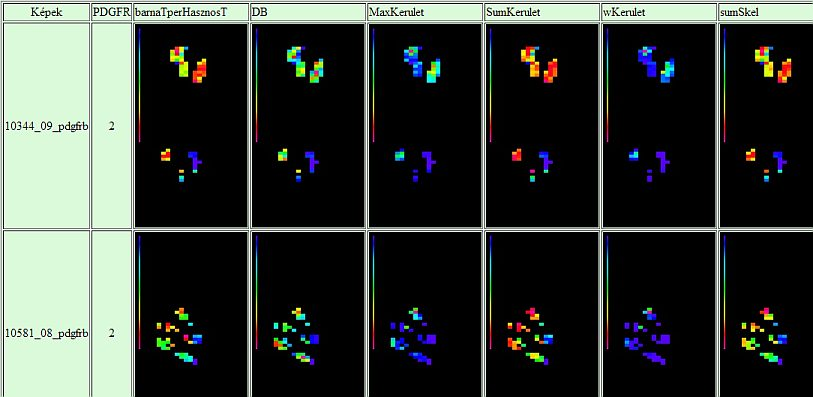 Képek PDGFR barnaTperHasznosT DB MaxKerulet SumKerulet wKerulet sumSkel
10344_09_pdgfrb 2
10581_08_pdgfrb 2